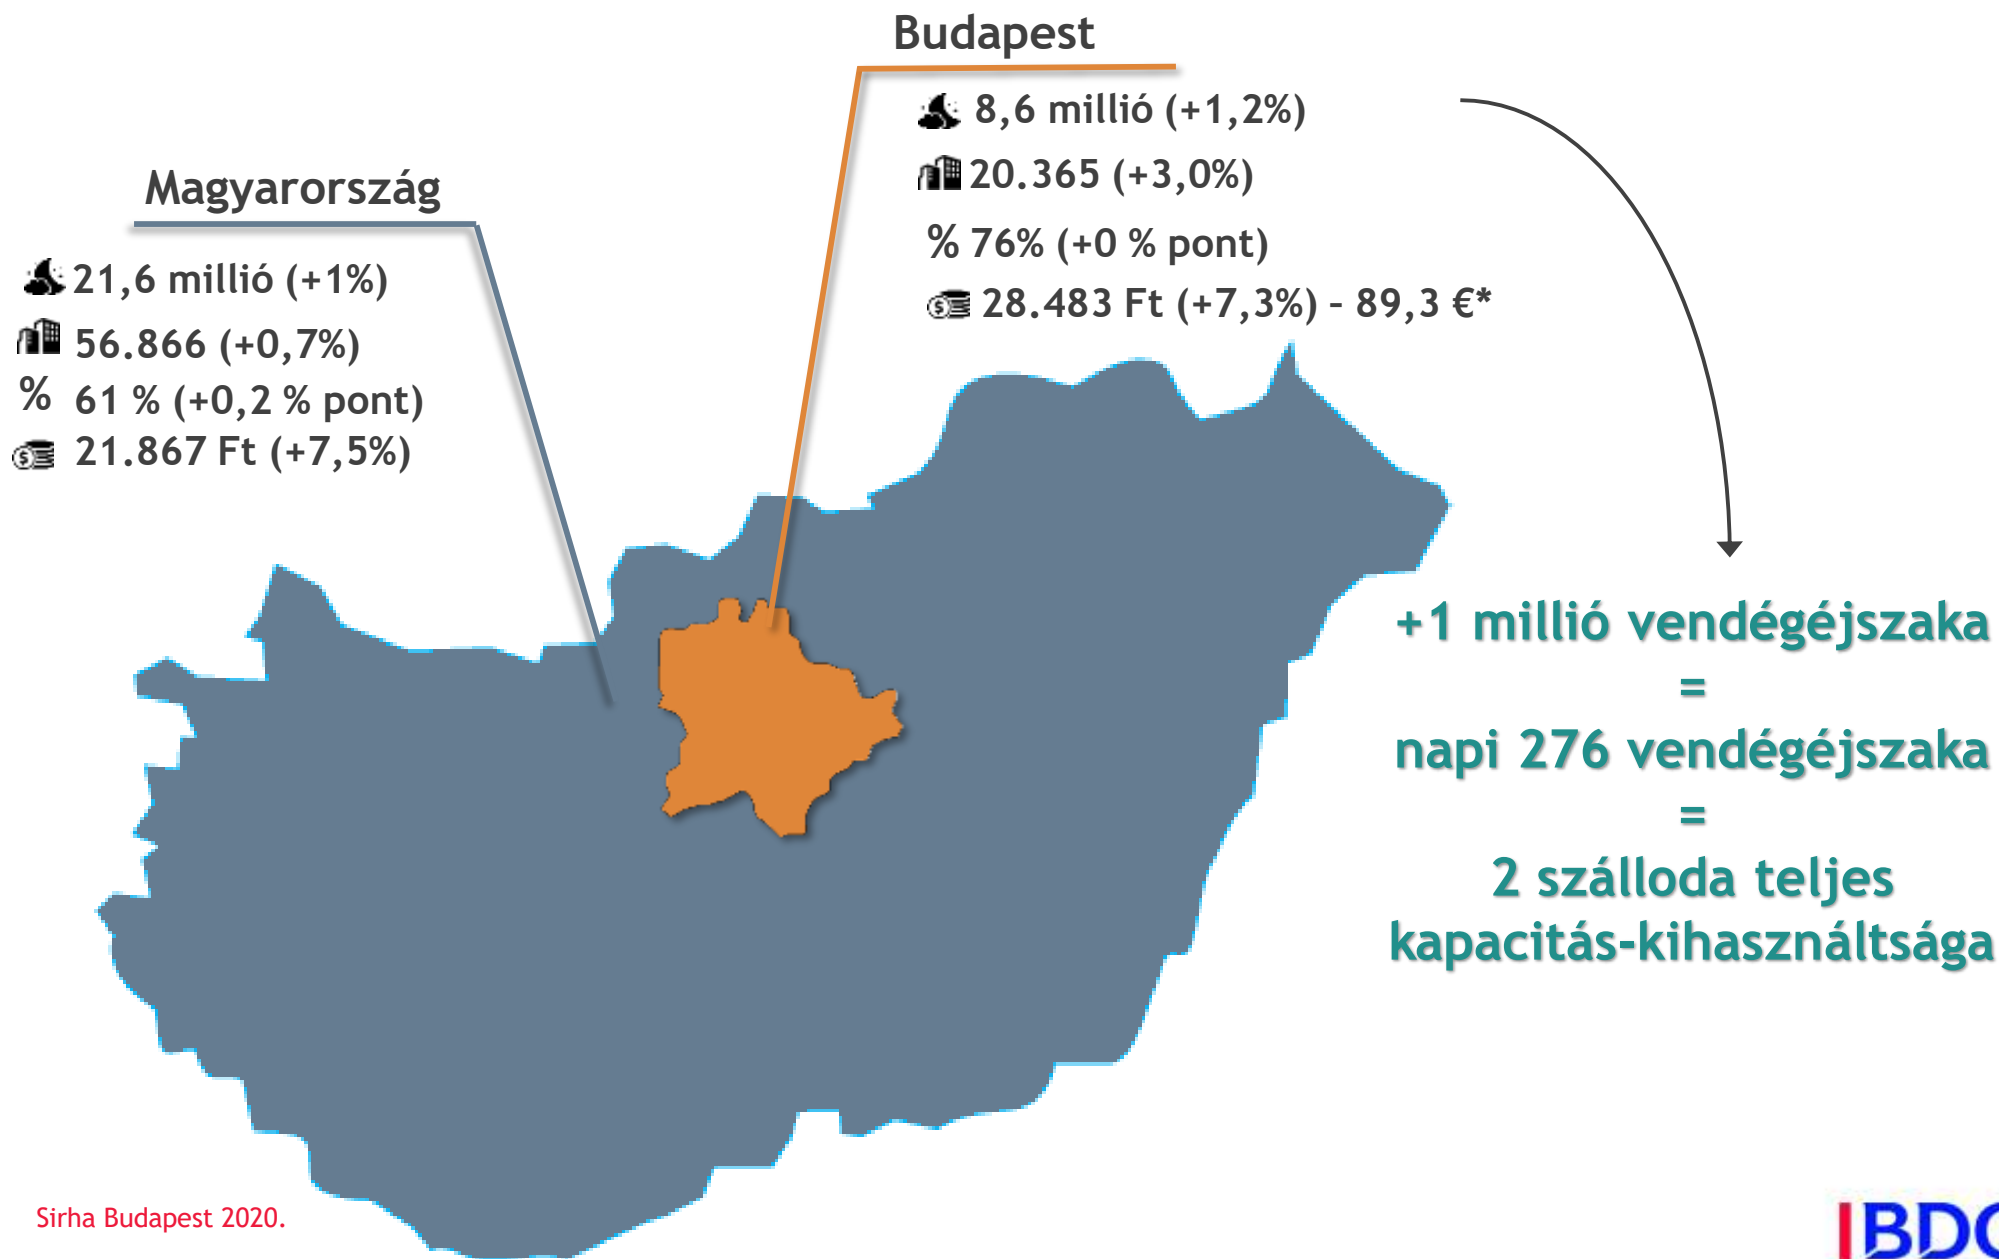 Budapest
8,6 millió (+1,2%)
20.365 (+3,0%)
% 76% (+0 % pont)
28.483 Ft (+7,3%) – 89,3 €*
Magyarország
21,6 millió (+1%)
56.866 (+0,7%)
% 61 % (+0,2 % pont)
21.867 Ft (+7,5%)
+1 millió vendégéjszaka
=
napi 276 vendégéjszaka
=
2 szálloda teljes
kapacitás-kihasználtsága
Sirha Budapest 2020.
BDO